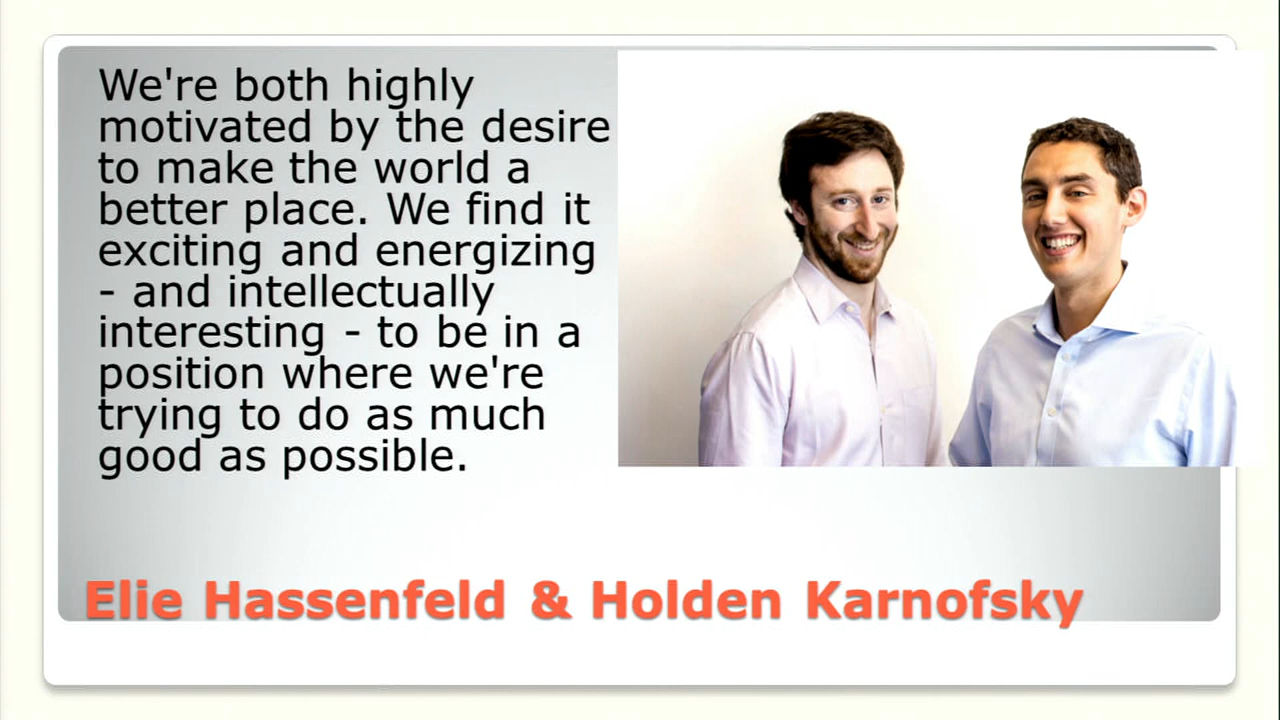 We're both highly
motivated by the desire
to make the world a
better place. We find it
exciting and energizing
- and intellectually
interesting - to be in a
position where we're
trying to do as much
good as possible.
Elie Hassenfeld & Holden Karnofsky